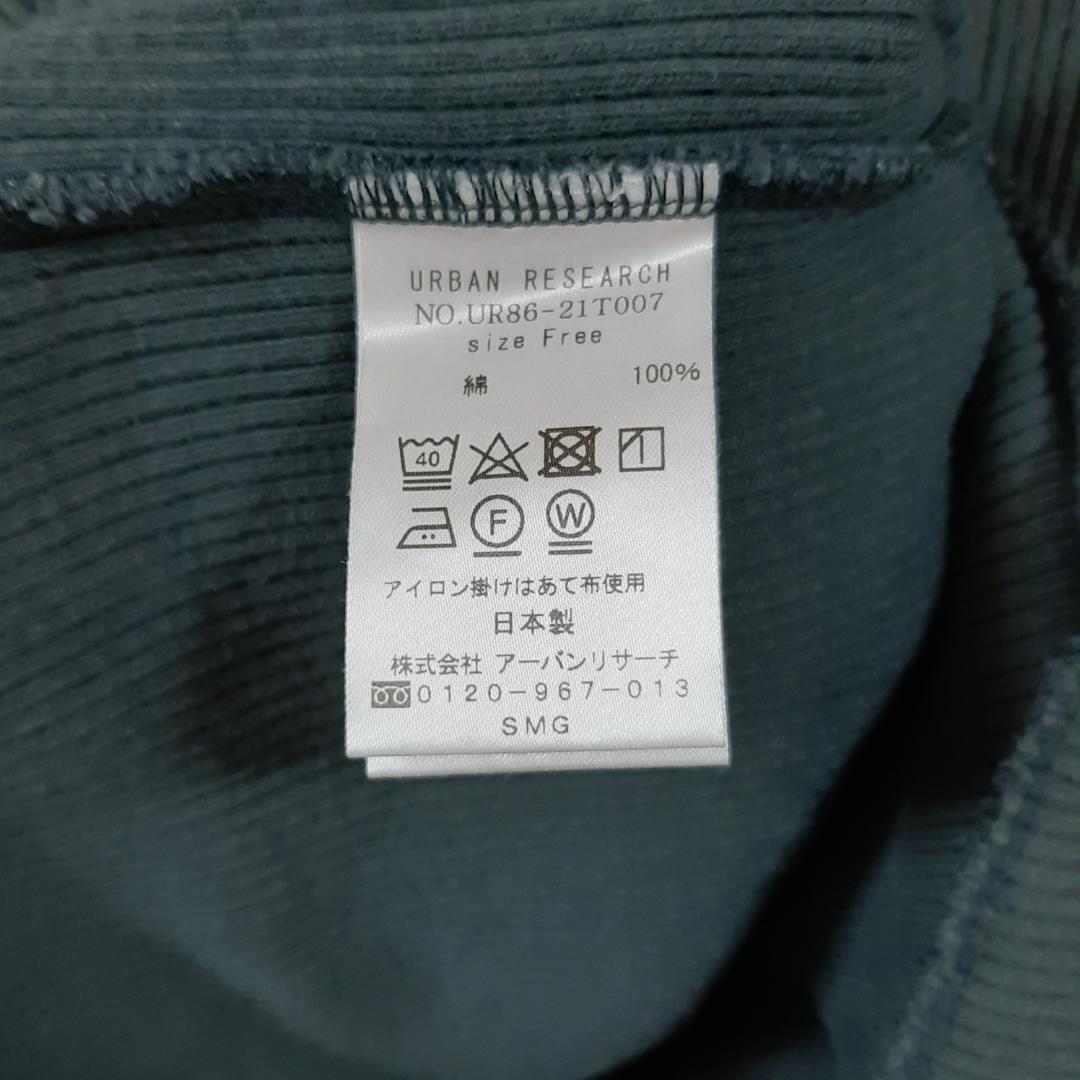 URBAN RESEARCH
NO.UR86-21T007
size Free
綿 100%
40
1
F W
アイロン掛けはあて布使用
日本製
株式会社 アーバンリサーチ
0120-967-013
SMG